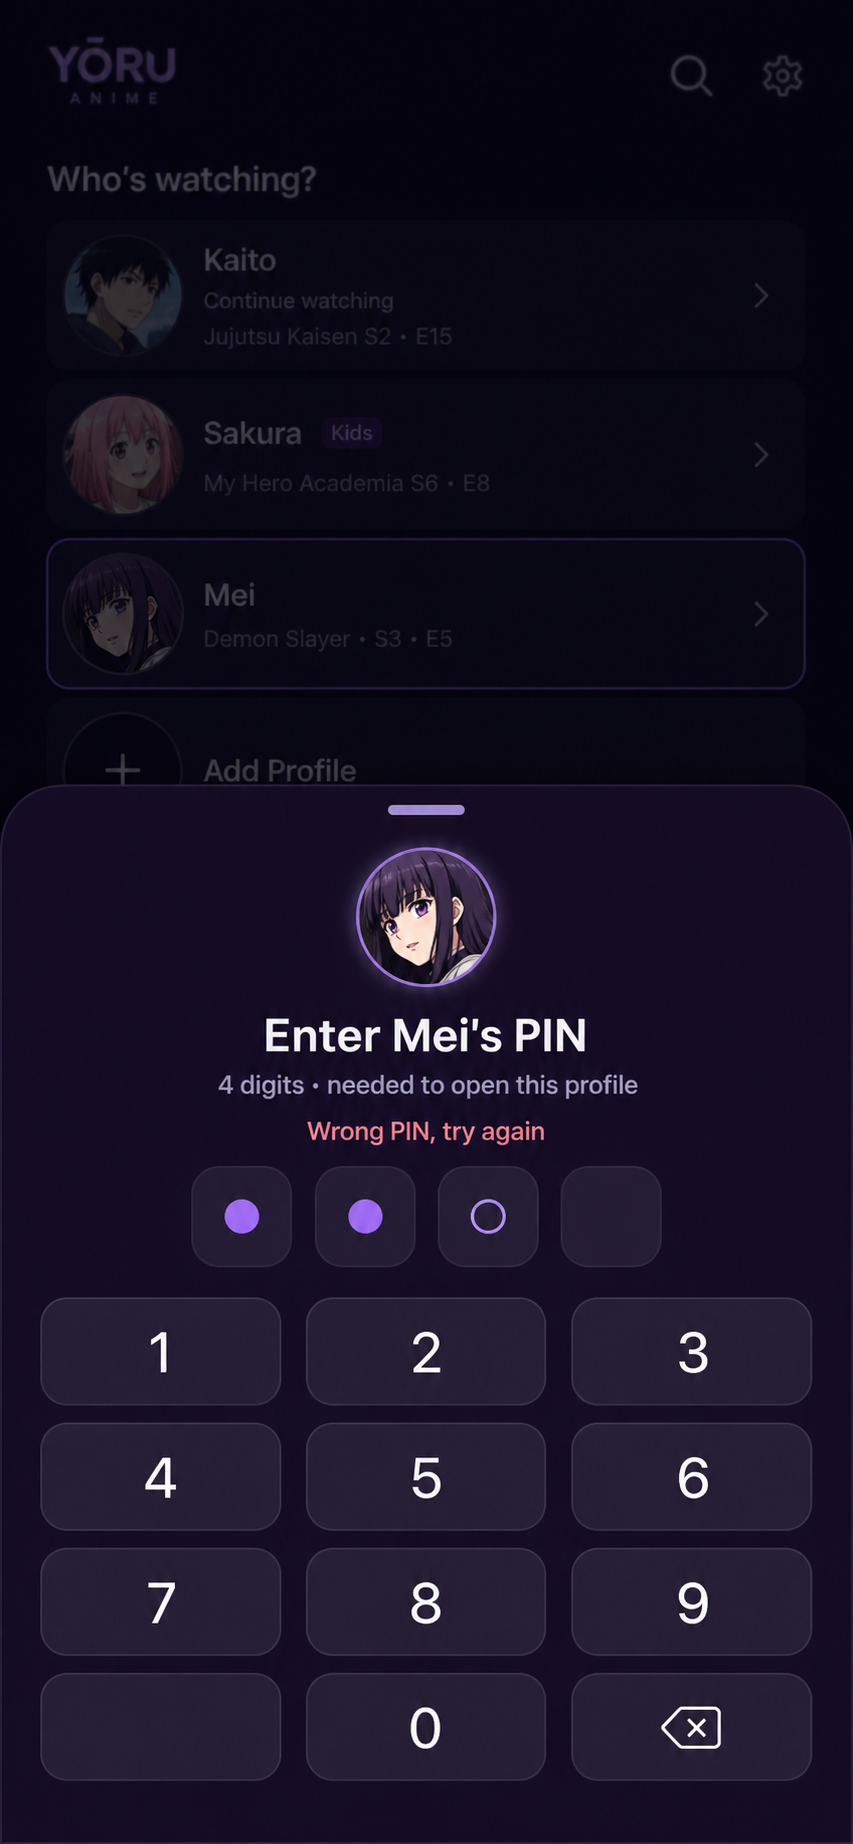 YŌRU
ANIME
Who's watching?
Kaito
Continue watching
Jujutsu Kaisen S2 • E15
Sakura Kids
My Hero Academia S6 • E8
Mei
Demon Slayer • S3 • E5
Add Profile
Enter Mei's PIN
4 digits • needed to open this profile
Wrong PIN, try again
1 2 3
4 5 6
7 8 9
0